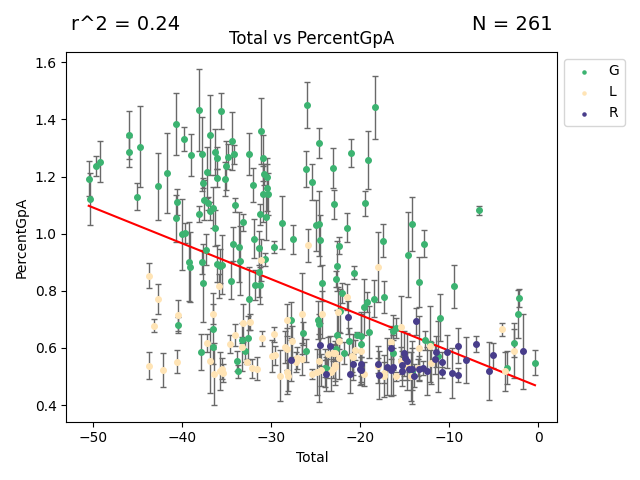 r^2 = 0.24
N = 261
Total vs PercentGpA
G
L
R
1.6
1.4
1.2
1.0
0.8
0.6
0.4
PercentGpA
−50
−40
−30
−20
−10
0
Total